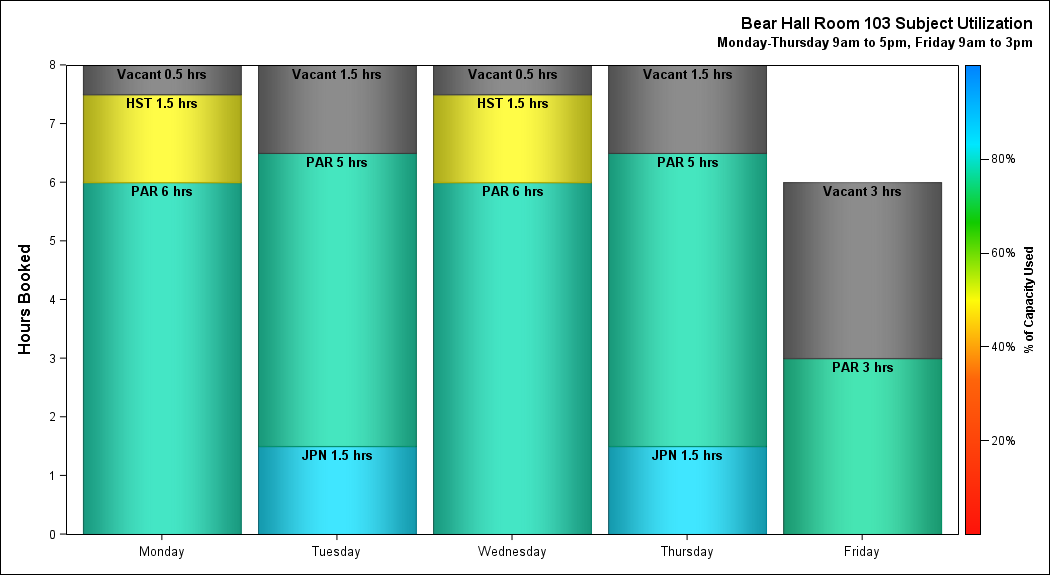 Bear Hall Room 103 Subject Utilization
Monday-Thursday 9am to 5pm, Friday 9am to 3pm
Hours Booked
8
7
6
5
4
3
2
1
0
Vacant 0.5 hrs
HST 1.5 hrs
PAR 6 hrs
Vacant 1.5 hrs
PAR 5 hrs
JPN 1.5 hrs
Vacant 0.5 hrs
HST 1.5 hrs
PAR 6 hrs
Vacant 1.5 hrs
PAR 5 hrs
JPN 1.5 hrs
Vacant 3 hrs
PAR 3 hrs
Monday
Tuesday
Wednesday
Thursday
Friday
80%
60%
40%
20%
% of Capacity Used